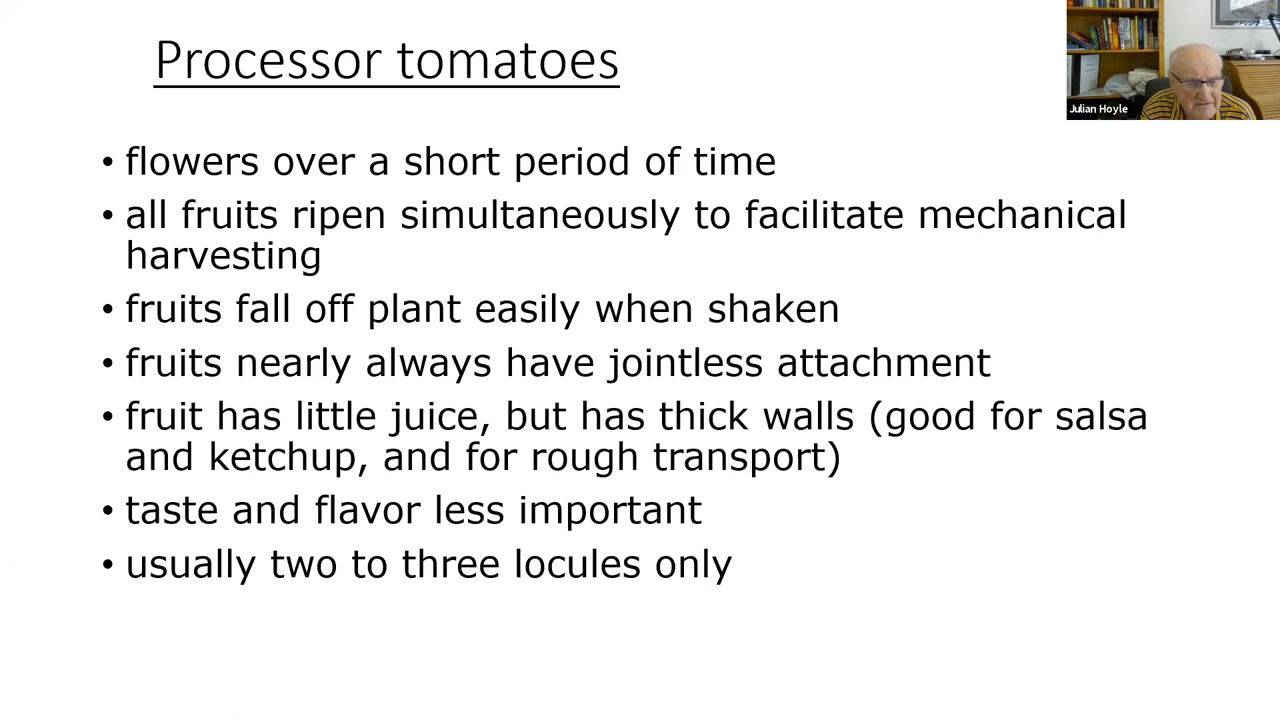 Processor tomatoes
Julian Hoyle
• flowers over a short period of time
• all fruits ripen simultaneously to facilitate mechanical
harvesting
• fruits fall off plant easily when shaken
• fruits nearly always have jointless attachment
• fruit has little juice, but has thick walls (good for salsa
and ketchup, and for rough transport)
• taste and flavor less important
• usually two to three locules only